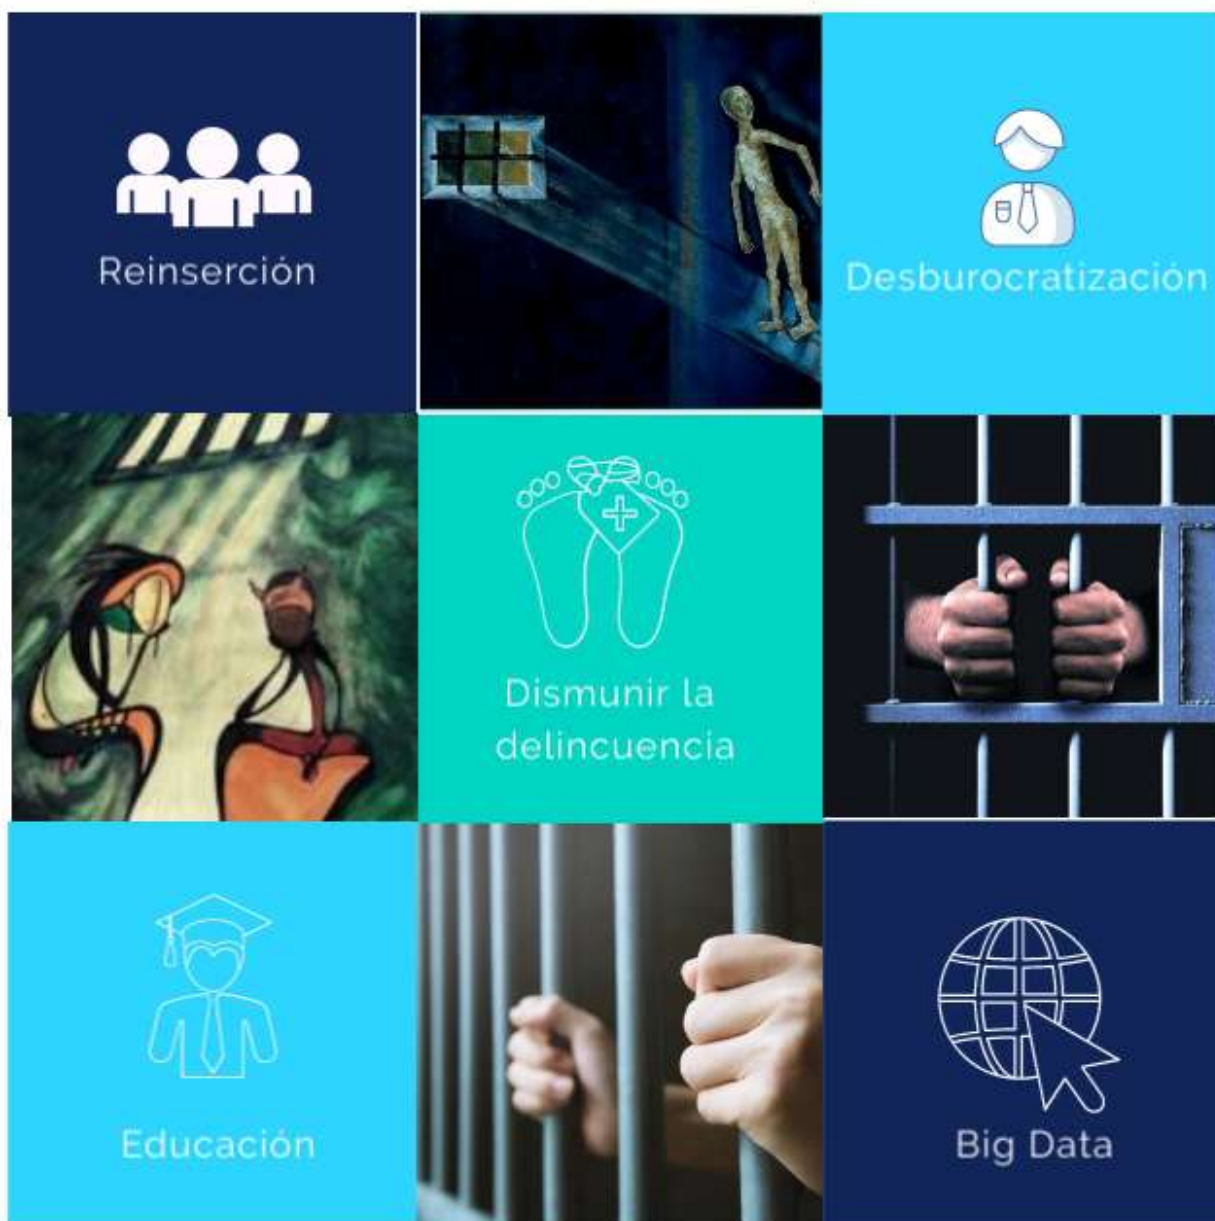 Reinserción
Desburocratización
Dismunir la
delincuencia
Educación
Big Data